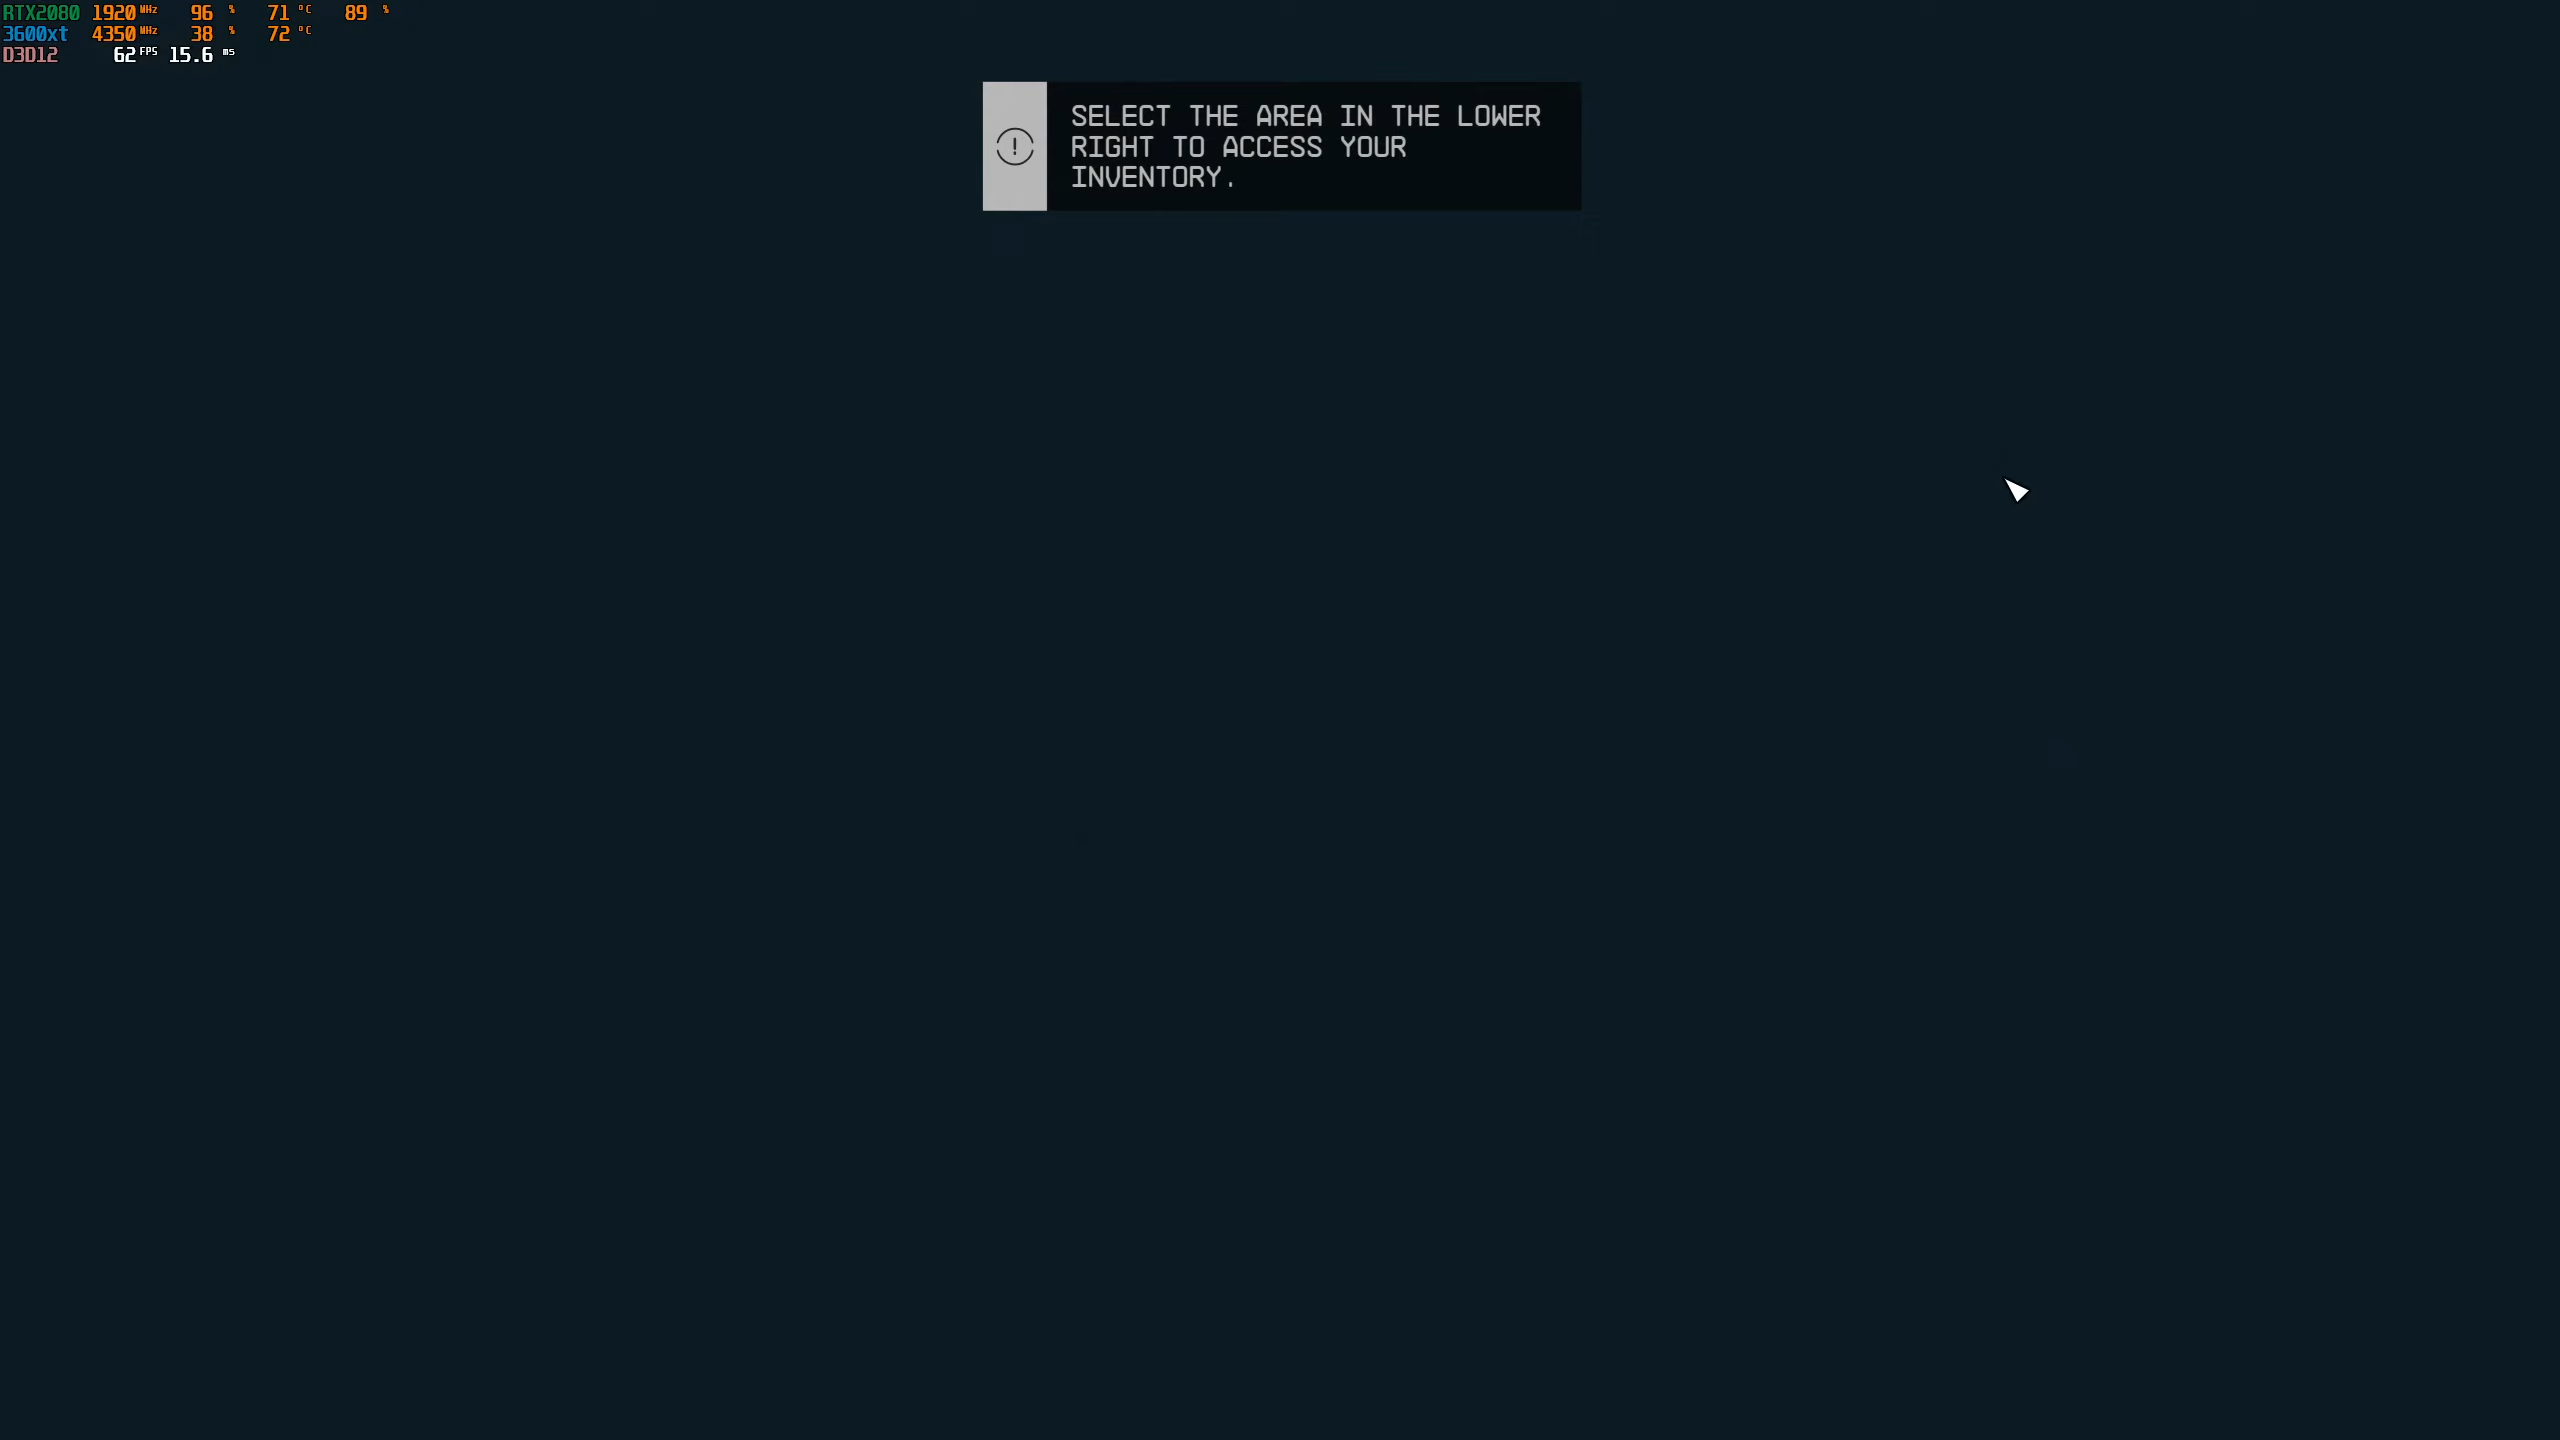 RTX2080 1920 MHz 96 % 71 °C 89 %
3600xt 4350 MHz 38 % 72 °C
D3D12 62 FPS 15.6 ms
SELECT THE AREA IN THE LOWER
RIGHT TO ACCESS YOUR
INVENTORY.